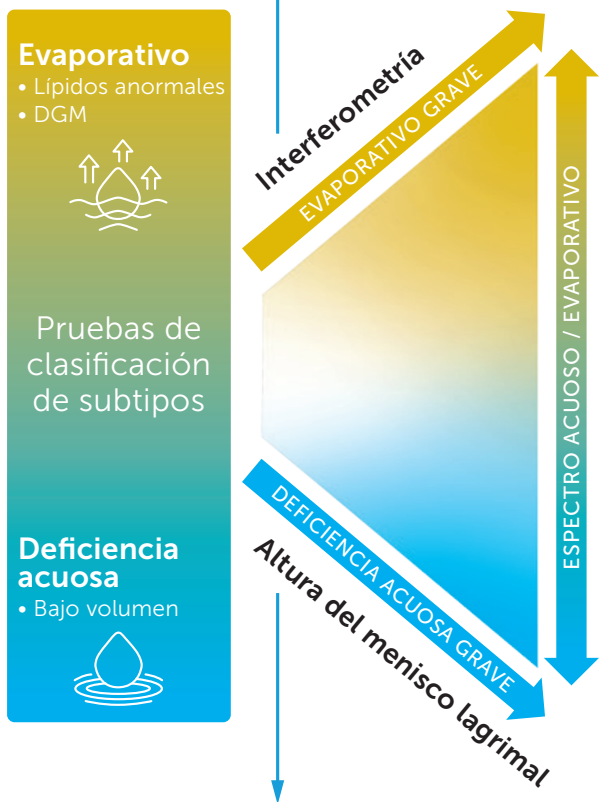 Evaporativo
• Lípidos anormales
• DGM
Pruebas de
clasificación
de subtipos
Deficiencia
acuosa
• Bajo volumen
Interferometría
EVAPORATIVO GRAVE
DEFICIENCIA ACUOSA GRAVE
Altura del menisco lagrimal
ESPECTRO ACUOSO / EVAPORATIVO